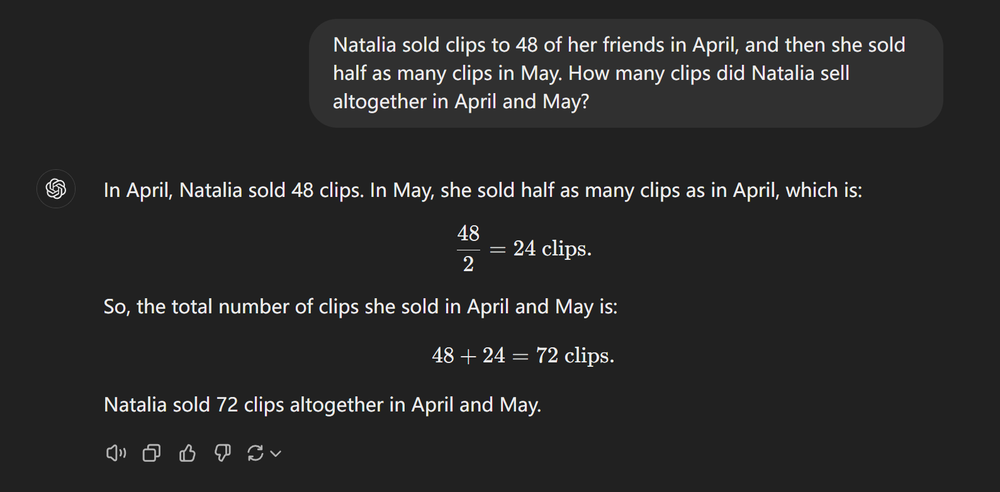 Natalia sold clips to 48 of her friends in April, and then she sold
half as many clips in May. How many clips did Natalia sell
altogether in April and May?
In April, Natalia sold 48 clips. In May, she sold half as many clips as in April, which is:
48
2
= 24 clips.
So, the total number of clips she sold in April and May is:
48 + 24 = 72 clips.
Natalia sold 72 clips altogether in April and May.